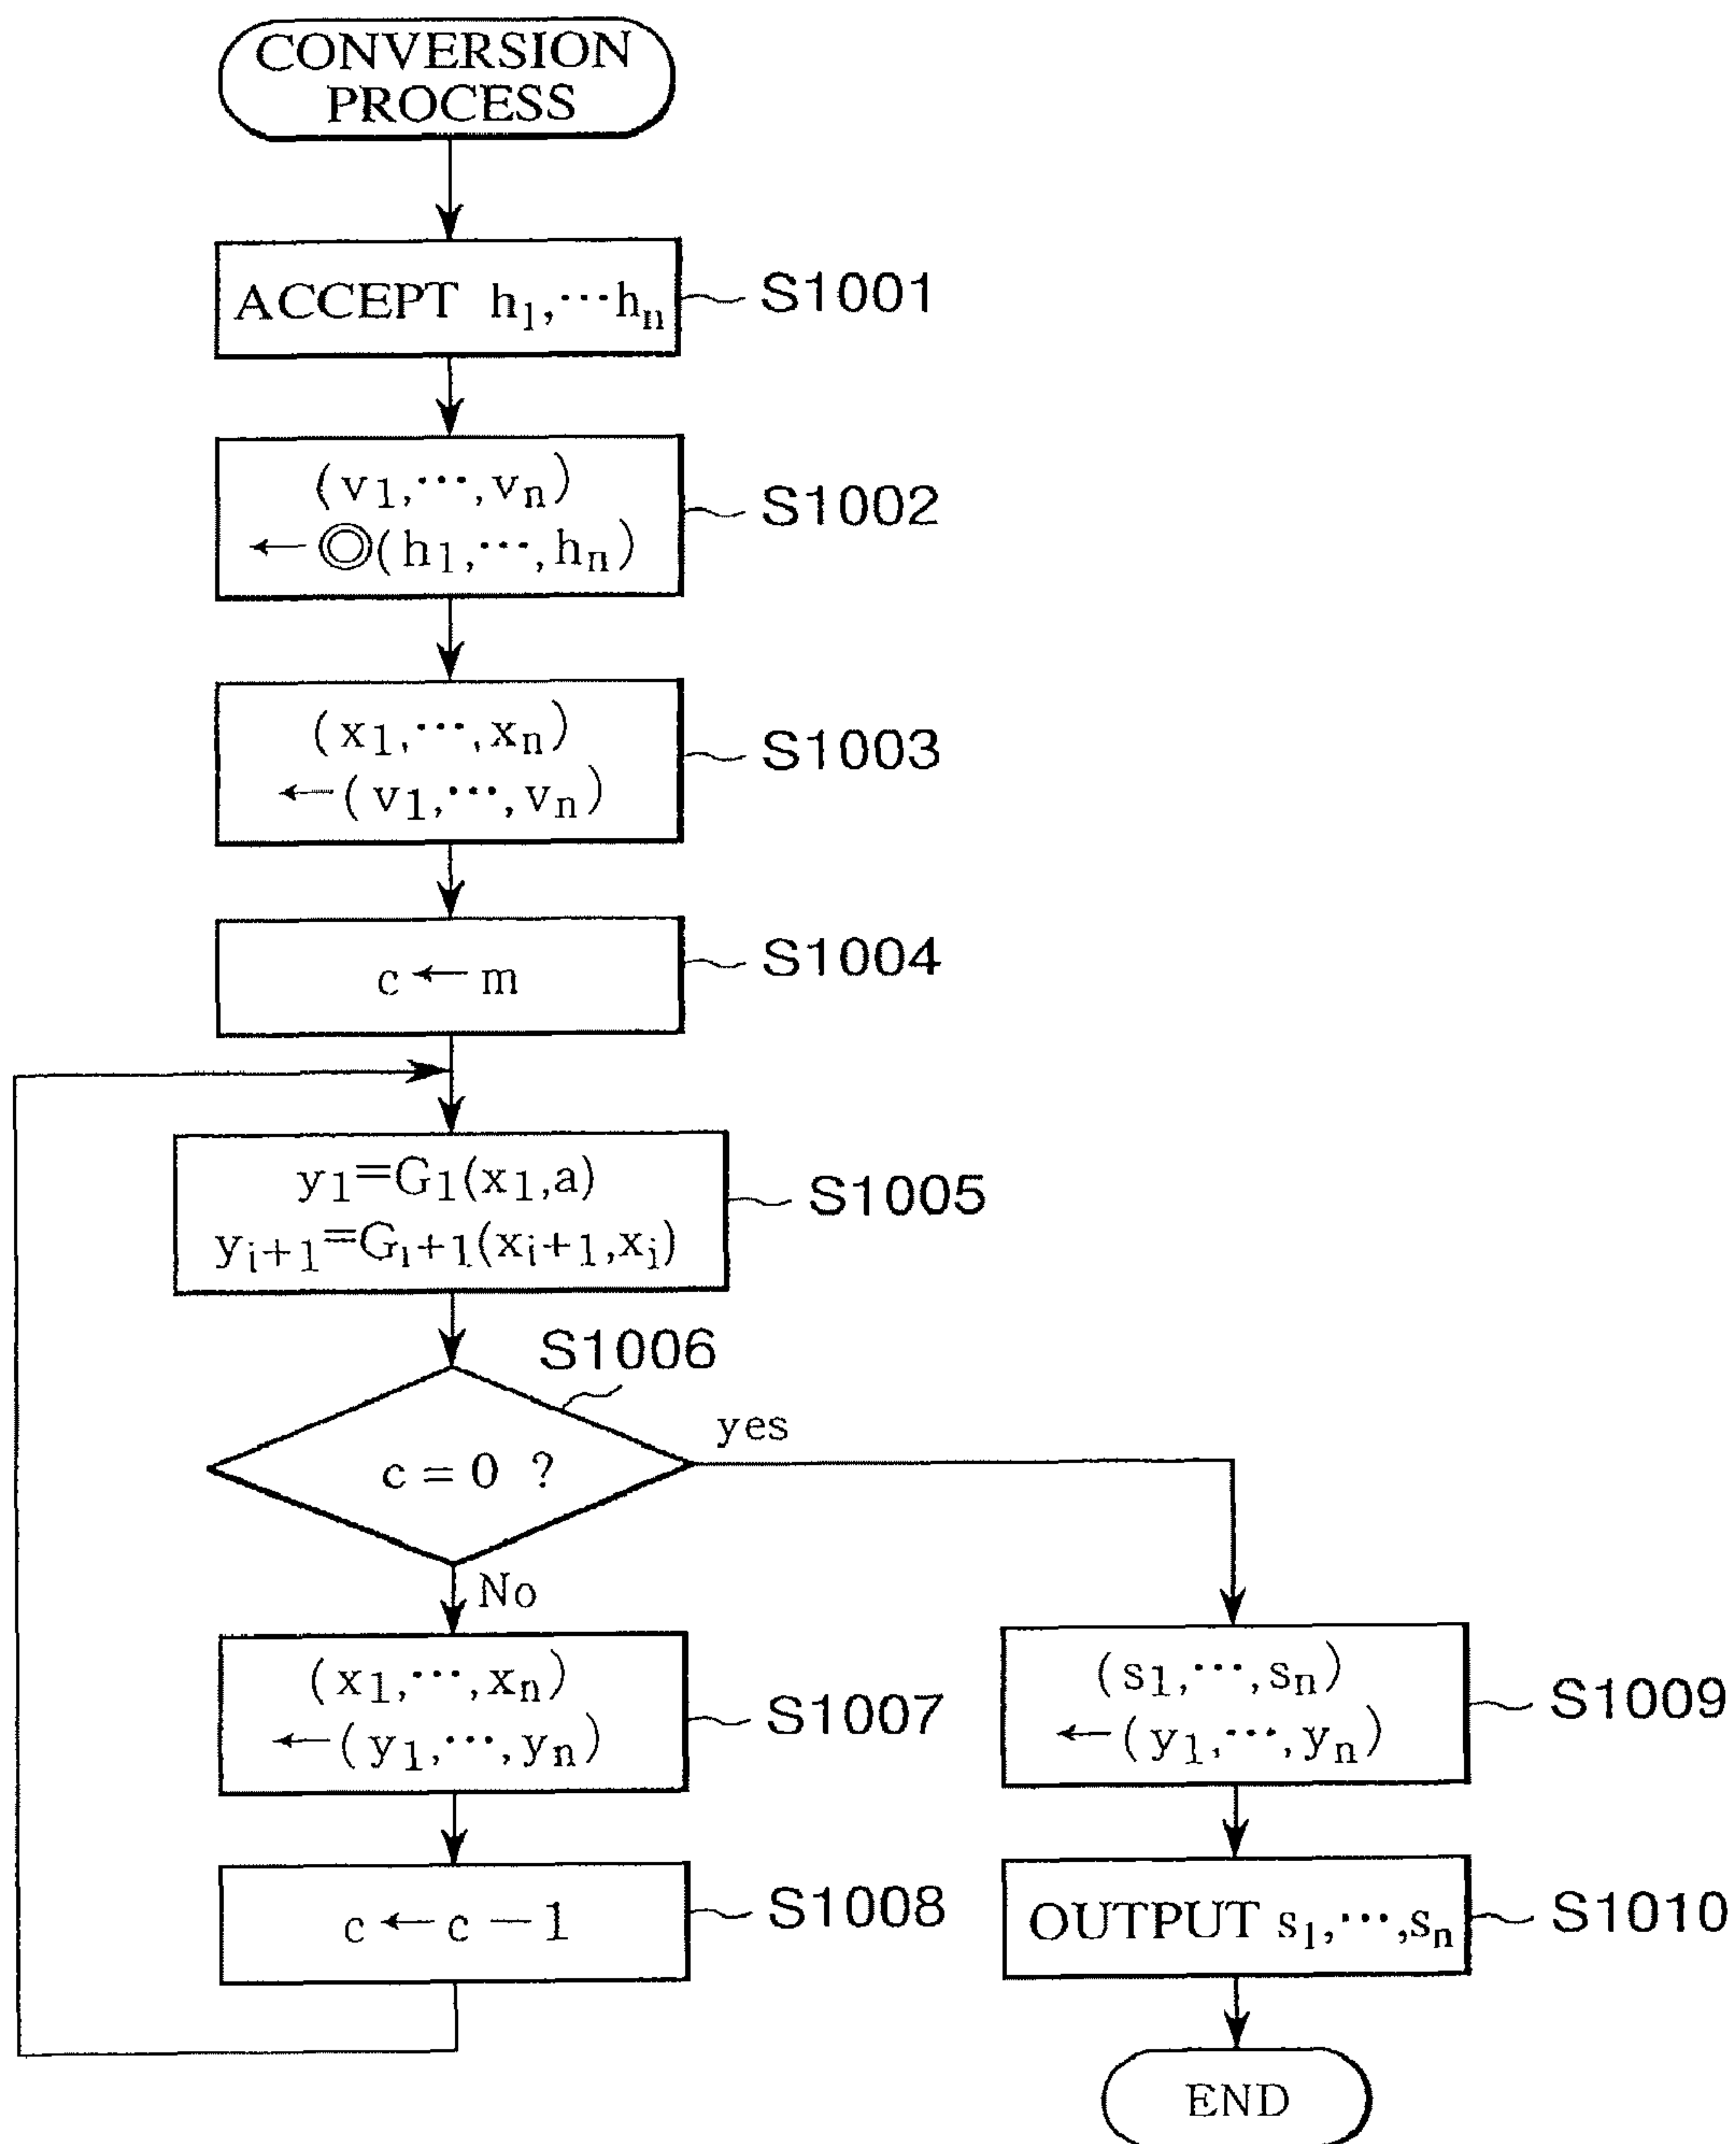 CONVERSION
PROCESS
ACCEPT h₁,⋯hₙ
S1001
(v₁,⋯,vₙ)
←◎(h₁,⋯,hₙ)
S1002
(x₁,⋯,xₙ)
←(v₁,⋯,vₙ)
S1003
c←m
S1004
y₁=G₁(x₁,a)
yᵢ₊₁=Gᵢ₊₁(xᵢ₊₁,xᵢ)
S1005
S1006
c=0 ?
yes
No
(x₁,⋯,xₙ)
←(y₁,⋯,yₙ)
S1007
c←c−1
S1008
(s₁,⋯,sₙ)
←(y₁,⋯,yₙ)
S1009
OUTPUT s₁,⋯,sₙ
S1010
END